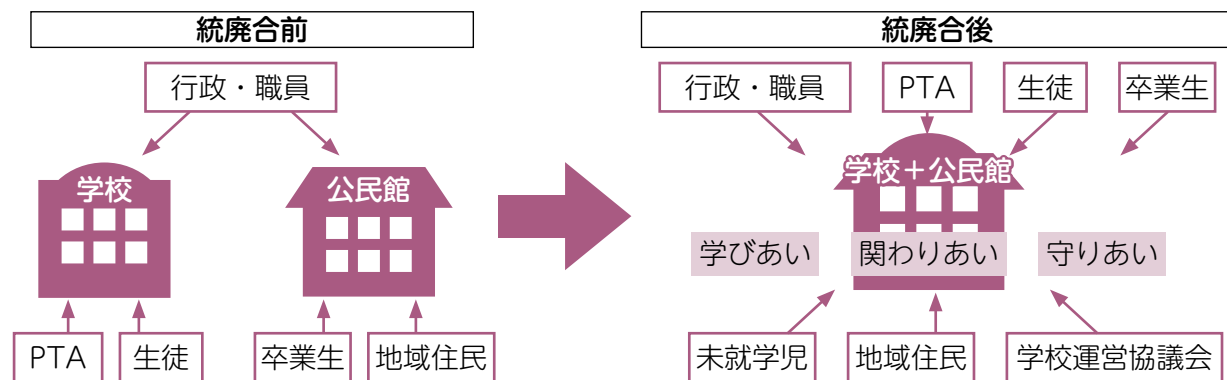 統廃合前
行政・職員
学校
公民館
PTA
生徒
卒業生
地域住民
統廃合後
行政・職員
PTA
生徒
卒業生
学校+公民館
学びあい
関わりあい
守りあい
未就学児
地域住民
学校運営協議会